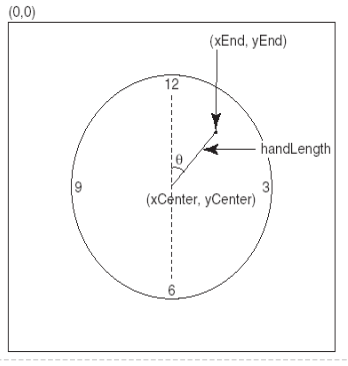 (0,0)
(xEnd, yEnd)
12
θ
handLength
9
3
(xCenter, yCenter)
6